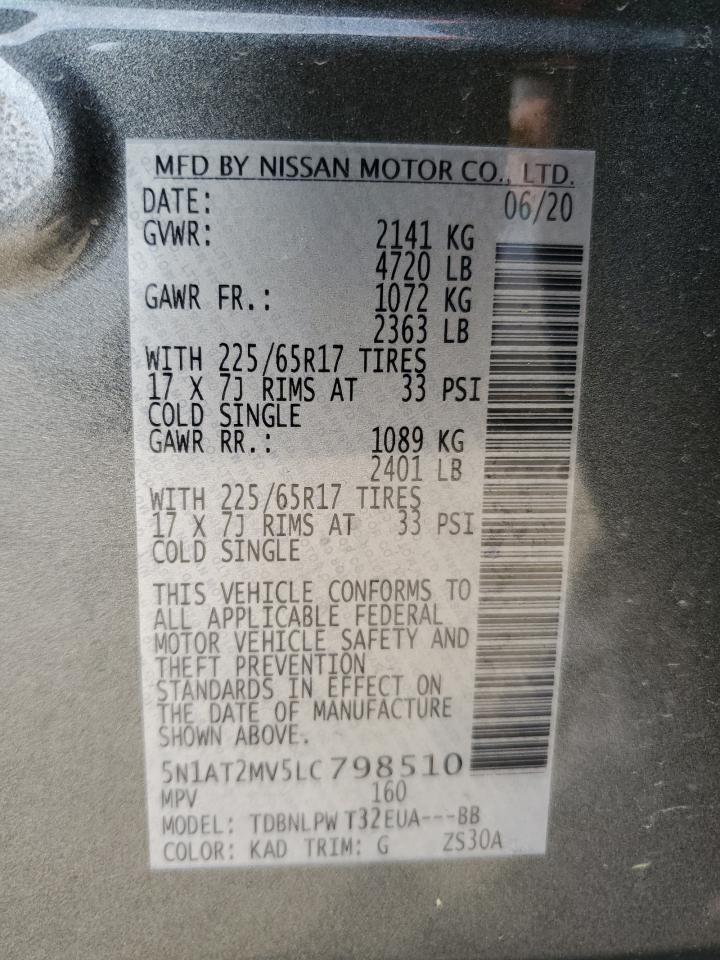 MFD BY NISSAN MOTOR CO., LTD.
DATE: 06/20
GVWR: 2141 KG
4720 LB
GAWR FR.: 1072 KG
2363 LB
WITH 225/65R17 TIRES
17 X 7J RIMS AT 33 PSI
COLD SINGLE
GAWR RR.: 1089 KG
2401 LB
WITH 225/65R17 TIRES
17 X 7J RIMS AT 33 PSI
COLD SINGLE
THIS VEHICLE CONFORMS TO
ALL APPLICABLE FEDERAL
MOTOR VEHICLE SAFETY AND
THEFT PREVENTION
STANDARDS IN EFFECT ON
THE DATE OF MANUFACTURE
SHOWN ABOVE.
5N1AT2MV5LC798510
MPV 160
MODEL: TDBNLPW T32EUA---BB
COLOR: KAD TRIM: G ZS30A